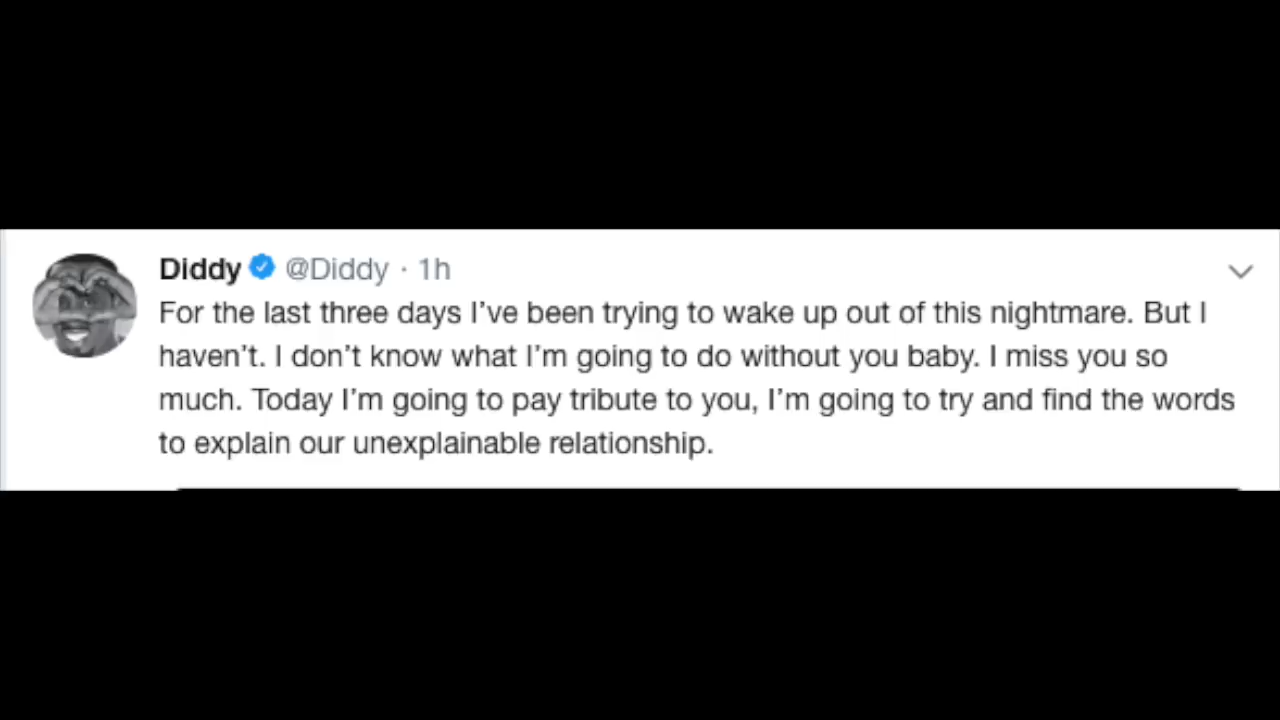 Diddy @Diddy · 1h
For the last three days I’ve been trying to wake up out of this nightmare. But I
haven’t. I don’t know what I’m going to do without you baby. I miss you so
much. Today I’m going to pay tribute to you, I’m going to try and find the words
to explain our unexplainable relationship.